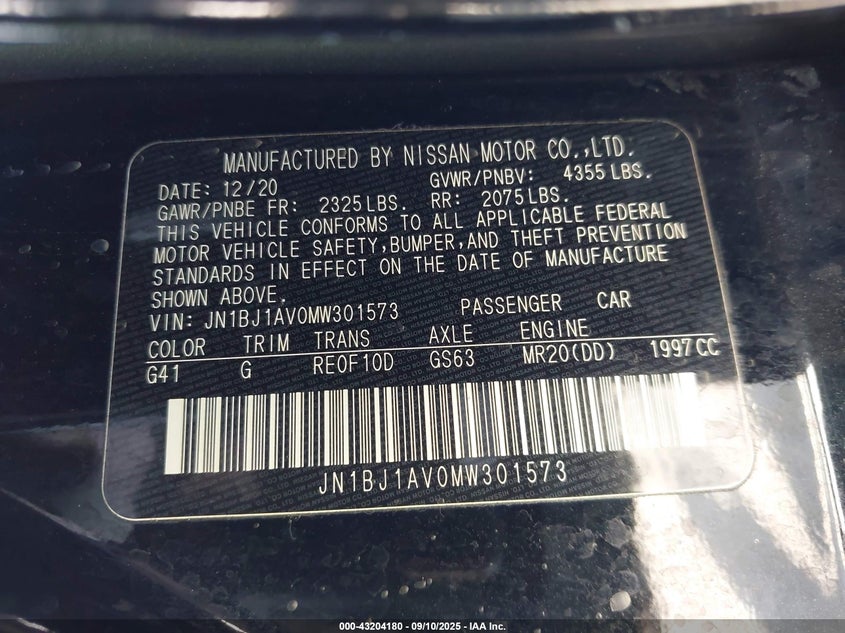 MANUFACTURED BY NISSAN MOTOR CO.,LTD.
DATE: 12/20 GVWR/PNBV: 4355 LBS.
GAWR/PNBE FR: 2325 LBS. RR: 2075 LBS.
THIS VEHICLE CONFORMS TO ALL APPLICABLE FEDERAL
MOTOR VEHICLE SAFETY, BUMPER, AND THEFT PREVENTION
STANDARDS IN EFFECT ON THE DATE OF MANUFACTURE
SHOWN ABOVE.
VIN: JN1BJ1AV0MW301573 PASSENGER CAR
COLOR TRIM TRANS AXLE ENGINE
G41 G RE0F10D GS63 MR20(DD) 1997CC
JN1BJ1AV0MW301573
000-43204180 - 09/10/2025 - IAA Inc.